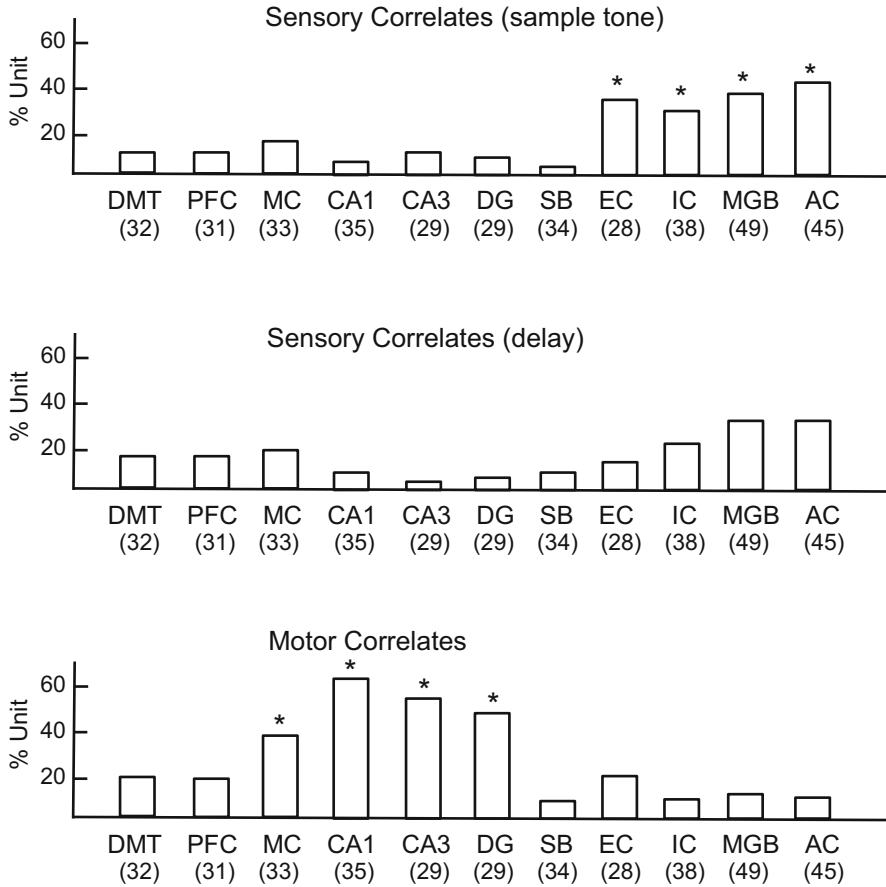 Sensory Correlates (sample tone)
% Unit
60
40
20
* * * *
DMT PFC MC CA1 CA3 DG SB EC IC MGB AC
(32) (31) (33) (35) (29) (29) (34) (28) (38) (49) (45)
Sensory Correlates (delay)
% Unit
60
40
20
DMT PFC MC CA1 CA3 DG SB EC IC MGB AC
(32) (31) (33) (35) (29) (29) (34) (28) (38) (49) (45)
Motor Correlates
% Unit
60
40
20
* * * *
DMT PFC MC CA1 CA3 DG SB EC IC MGB AC
(32) (31) (33) (35) (29) (29) (34) (28) (38) (49) (45)